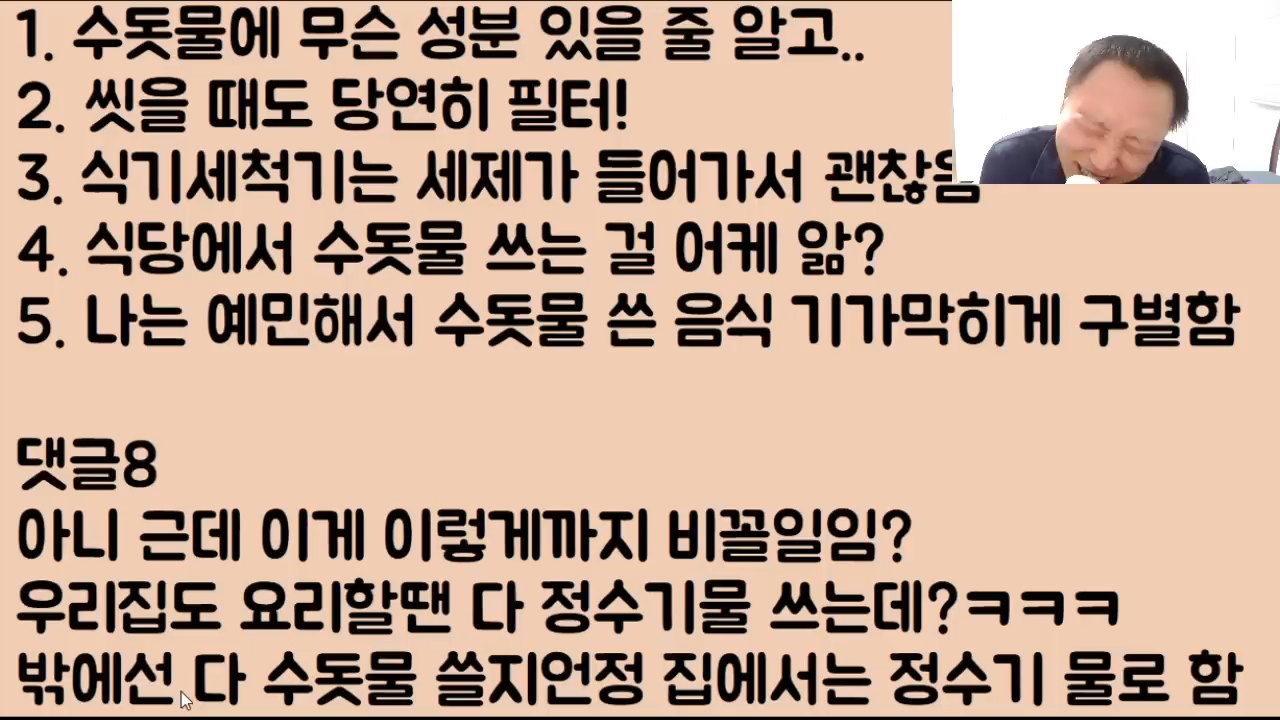 1. 수돗물에 무슨 성분 있을 줄 알고..
2. 씻을 때도 당연히 필터!
3. 식기세척기는 세제가 들어가서 괜찮음
4. 식당에서 수돗물 쓰는 걸 어케 앎?
5. 나는 예민해서 수돗물 쓴 음식 기가막히게 구별함
댓글8
아니 근데 이게 이렇게까지 비꼴일임?
우리집도 요리할땐 다 정수기물 쓰는데?ㅋㅋㅋ
밖에선 다 수돗물 쓸지언정 집에서는 정수기 물로 함